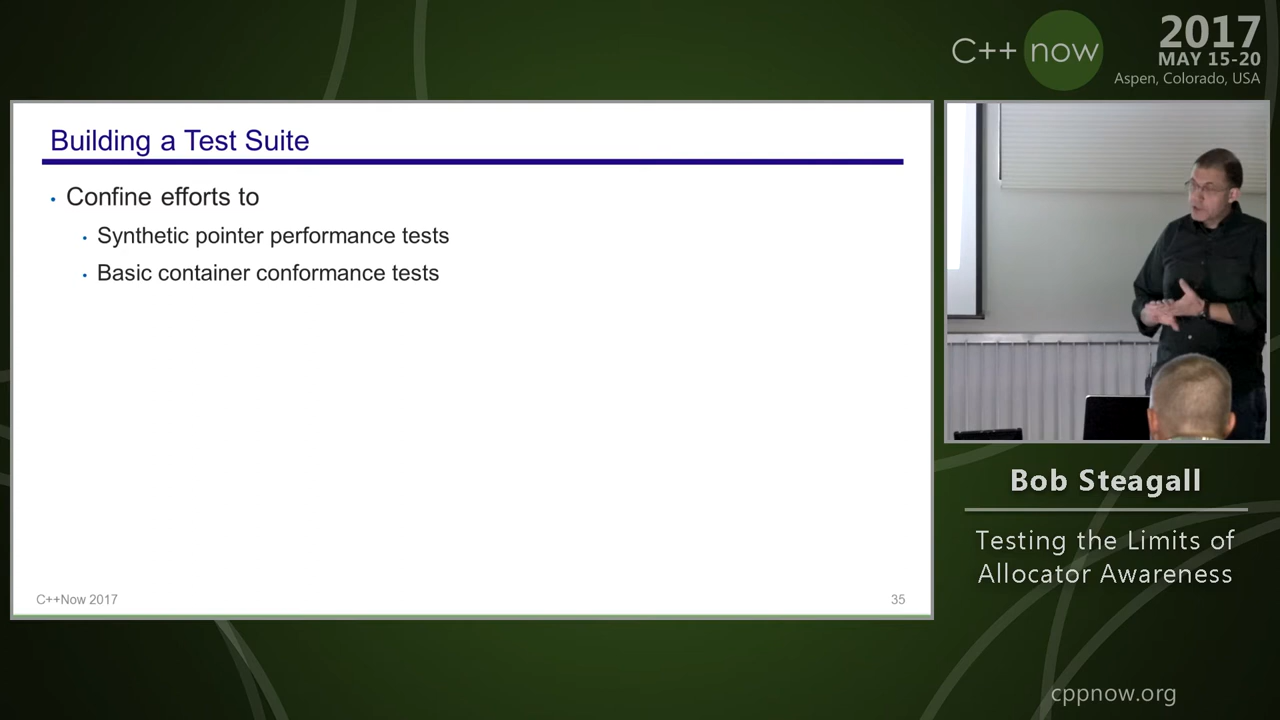 C++ now
2017
MAY 15-20
Aspen, Colorado, USA
Building a Test Suite
• Confine efforts to
• Synthetic pointer performance tests
• Basic container conformance tests
C++Now 2017
35
Bob Steagall
Testing the Limits of
Allocator Awareness
cppnow.org